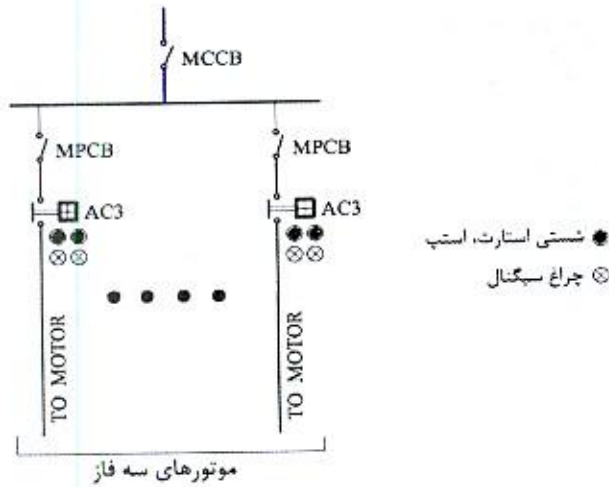 MCCB
MPCB
MPCB
AC3
AC3
شستی استارت، استپ
چراغ سیگنال
TO MOTOR
TO MOTOR
موتورهای سه فاز